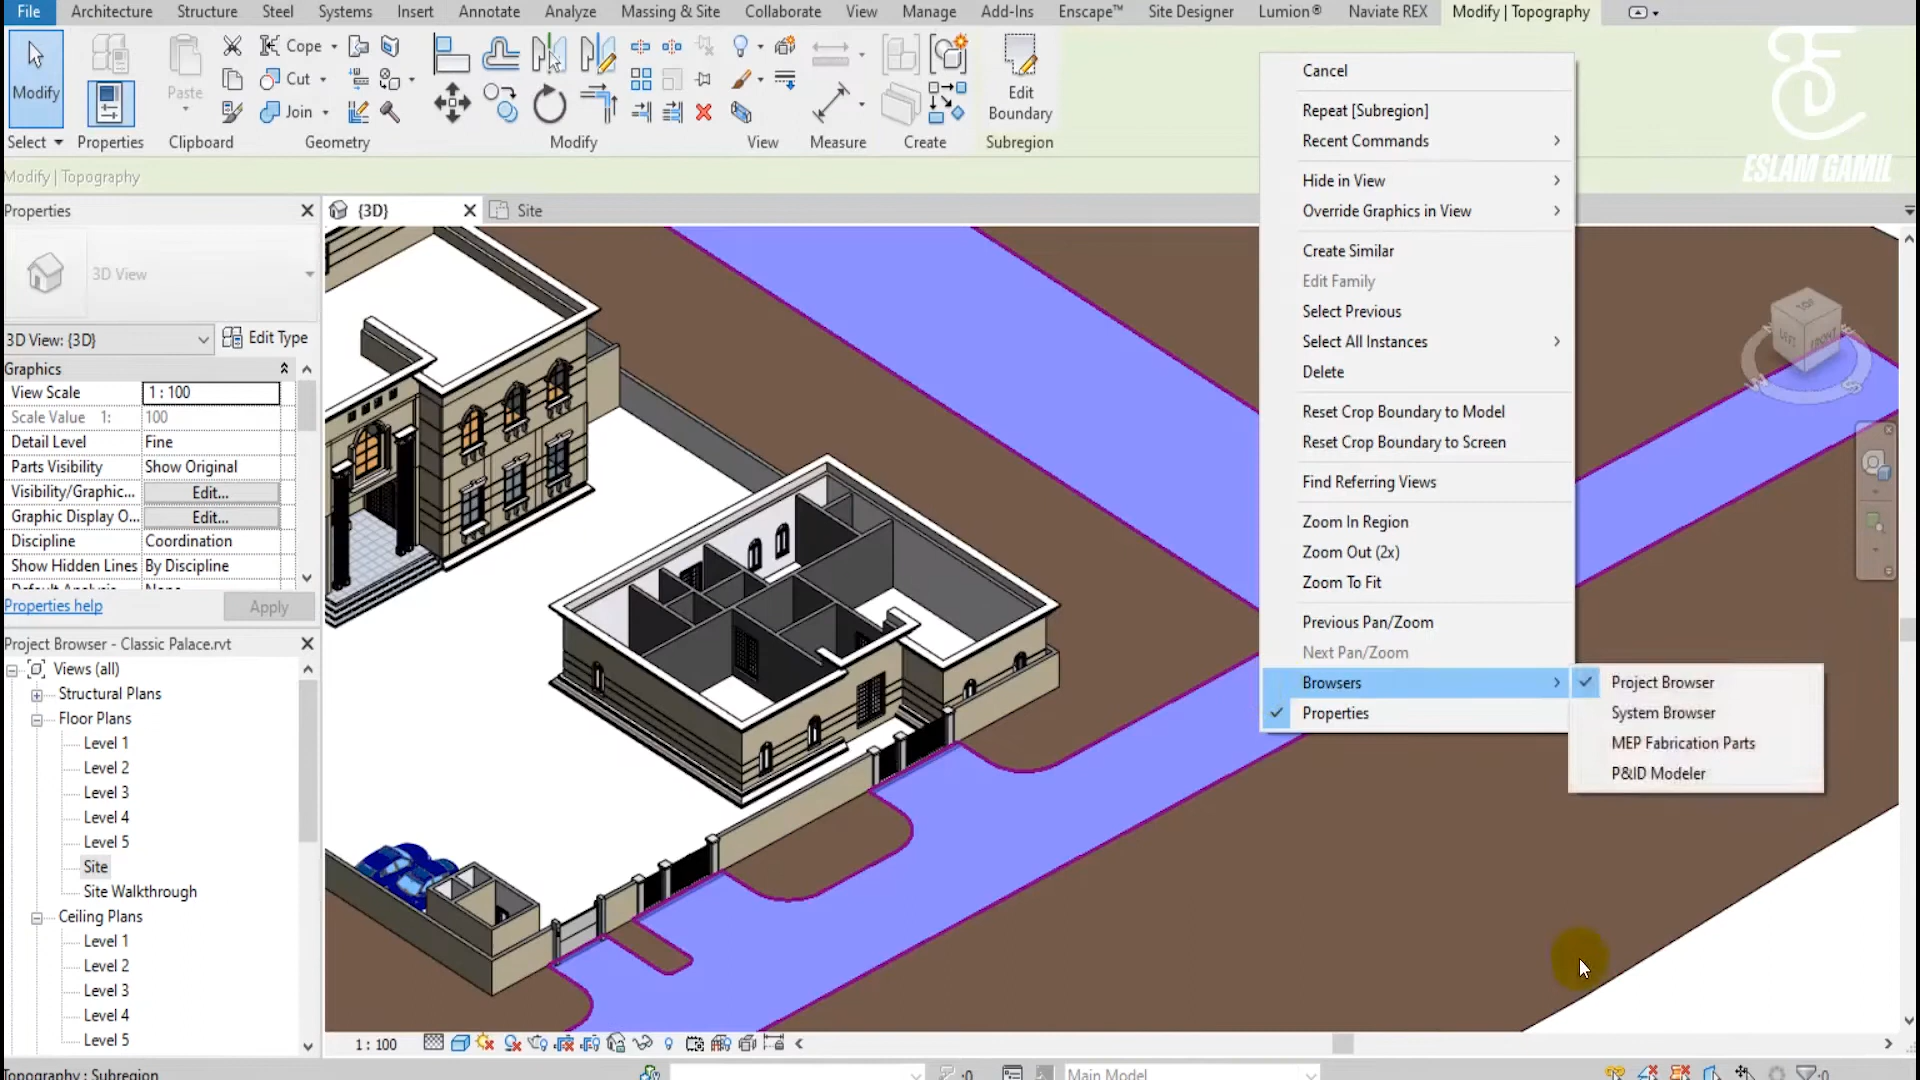 File Architecture Structure Steel Systems Insert Annotate Analyze Massing & Site Collaborate View Manage Add-Ins Enscape™ Site Designer Lumion® Naviate REX Modify | Topography
Modify
Paste
Cope
Cut
Join
Edit
Boundary
Select Properties Clipboard Geometry Modify View Measure Create Subregion
ESLAM GAMIL
Modify | Topography
Properties
{3D}
Site
3D View
3D View: {3D}
Edit Type
Graphics
View Scale 1 : 100
Scale Value 1: 100
Detail Level Fine
Parts Visibility Show Original
Visibility/Graphic... Edit...
Graphic Display O... Edit...
Discipline Coordination
Show Hidden Lines By Discipline
Default Analysis None
Properties help
Apply
Project Browser - Classic Palace.rvt
Views (all)
Structural Plans
Floor Plans
Level 1
Level 2
Level 3
Level 4
Level 5
Site
Site Walkthrough
Ceiling Plans
Level 1
Level 2
Level 3
Level 4
Level 5
Cancel
Repeat [Subregion]
Recent Commands
Hide in View
Override Graphics in View
Create Similar
Edit Family
Select Previous
Select All Instances
Delete
Reset Crop Boundary to Model
Reset Crop Boundary to Screen
Find Referring Views
Zoom In Region
Zoom Out (2x)
Zoom To Fit
Previous Pan/Zoom
Next Pan/Zoom
Browsers
Properties
Project Browser
System Browser
MEP Fabrication Parts
P&ID Modeler
TOP
LEFT
FRONT
W
S
1 : 100
Topography : Subregion
:0
Main Model
:0